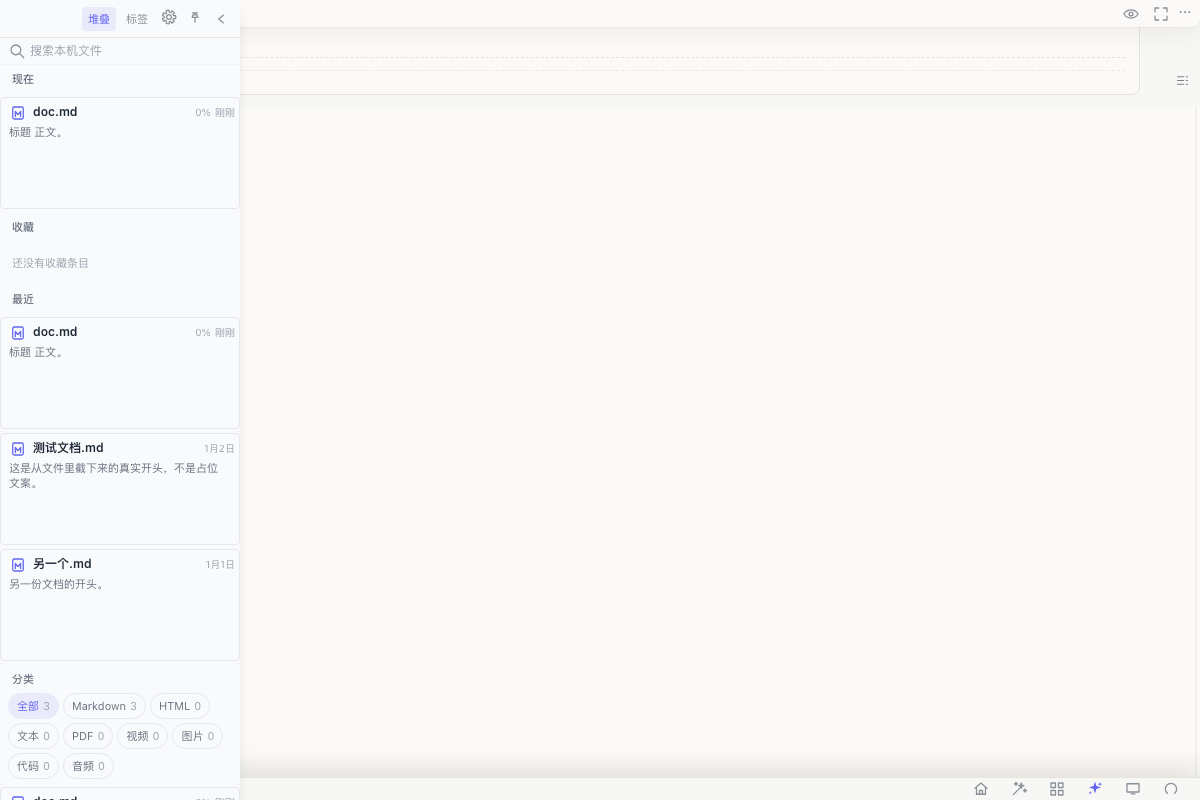 堆叠 标签
搜索本机文件
现在
doc.md 0% 刚刚
标题 正文。
收藏
还没有收藏条目
最近
doc.md 0% 刚刚
标题 正文。
测试文档.md 1月2日
这是从文件里截下来的真实开头，不是占位
文案。
另一个.md 1月1日
另一份文档的开头。
分类
全部 3 Markdown 3 HTML 0
文本 0 PDF 0 视频 0 图片 0
代码 0 音频 0
doc.md 0% 刚刚